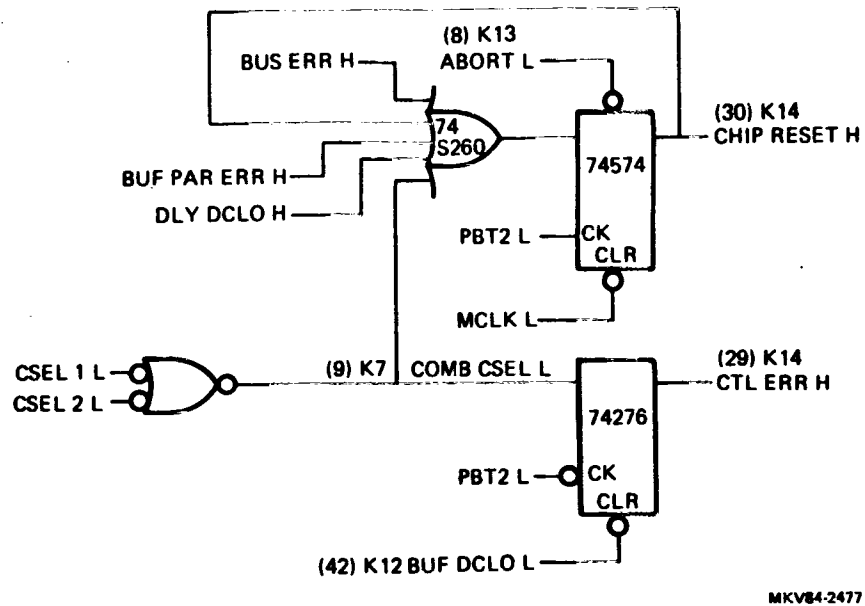 (8) K13
BUS ERR H
ABORT L
(30) K14
CHIP RESET H
74
S260
74574
BUF PAR ERR H
DLY DCLO H
PBT2 L
CK
CLR
MCLK L
(29) K14
CTL ERR H
CSEL 1 L
CSEL 2 L
(9) K7
COMB CSEL L
74276
PBT2 L
CK
CLR
(42) K12 BUF DCLO L
MKV84-2477